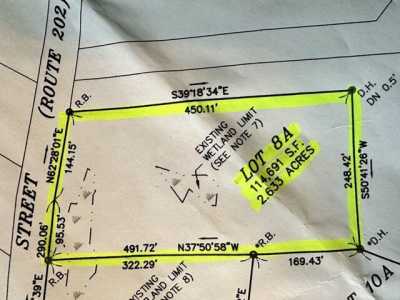 (ROUTE 202)
STREET
R.B.
S39°18'34"E
450.11'
D.H.
DN 0.5'
N62°28'01"E
144.15'
EXISTING
WETLAND LIMIT
(SEE NOTE 7)
LOT 8A
114,691 S.F.
2.633 ACRES
248.42'
S50°41'26"W
290.06'
95.53'
491.72'
N37°50'58"W
R.B.
D.H.
R.B.
322.29'
169.43'
39"E
EXISTING
WETLAND LIMIT
(SEE NOTE 8)
10A